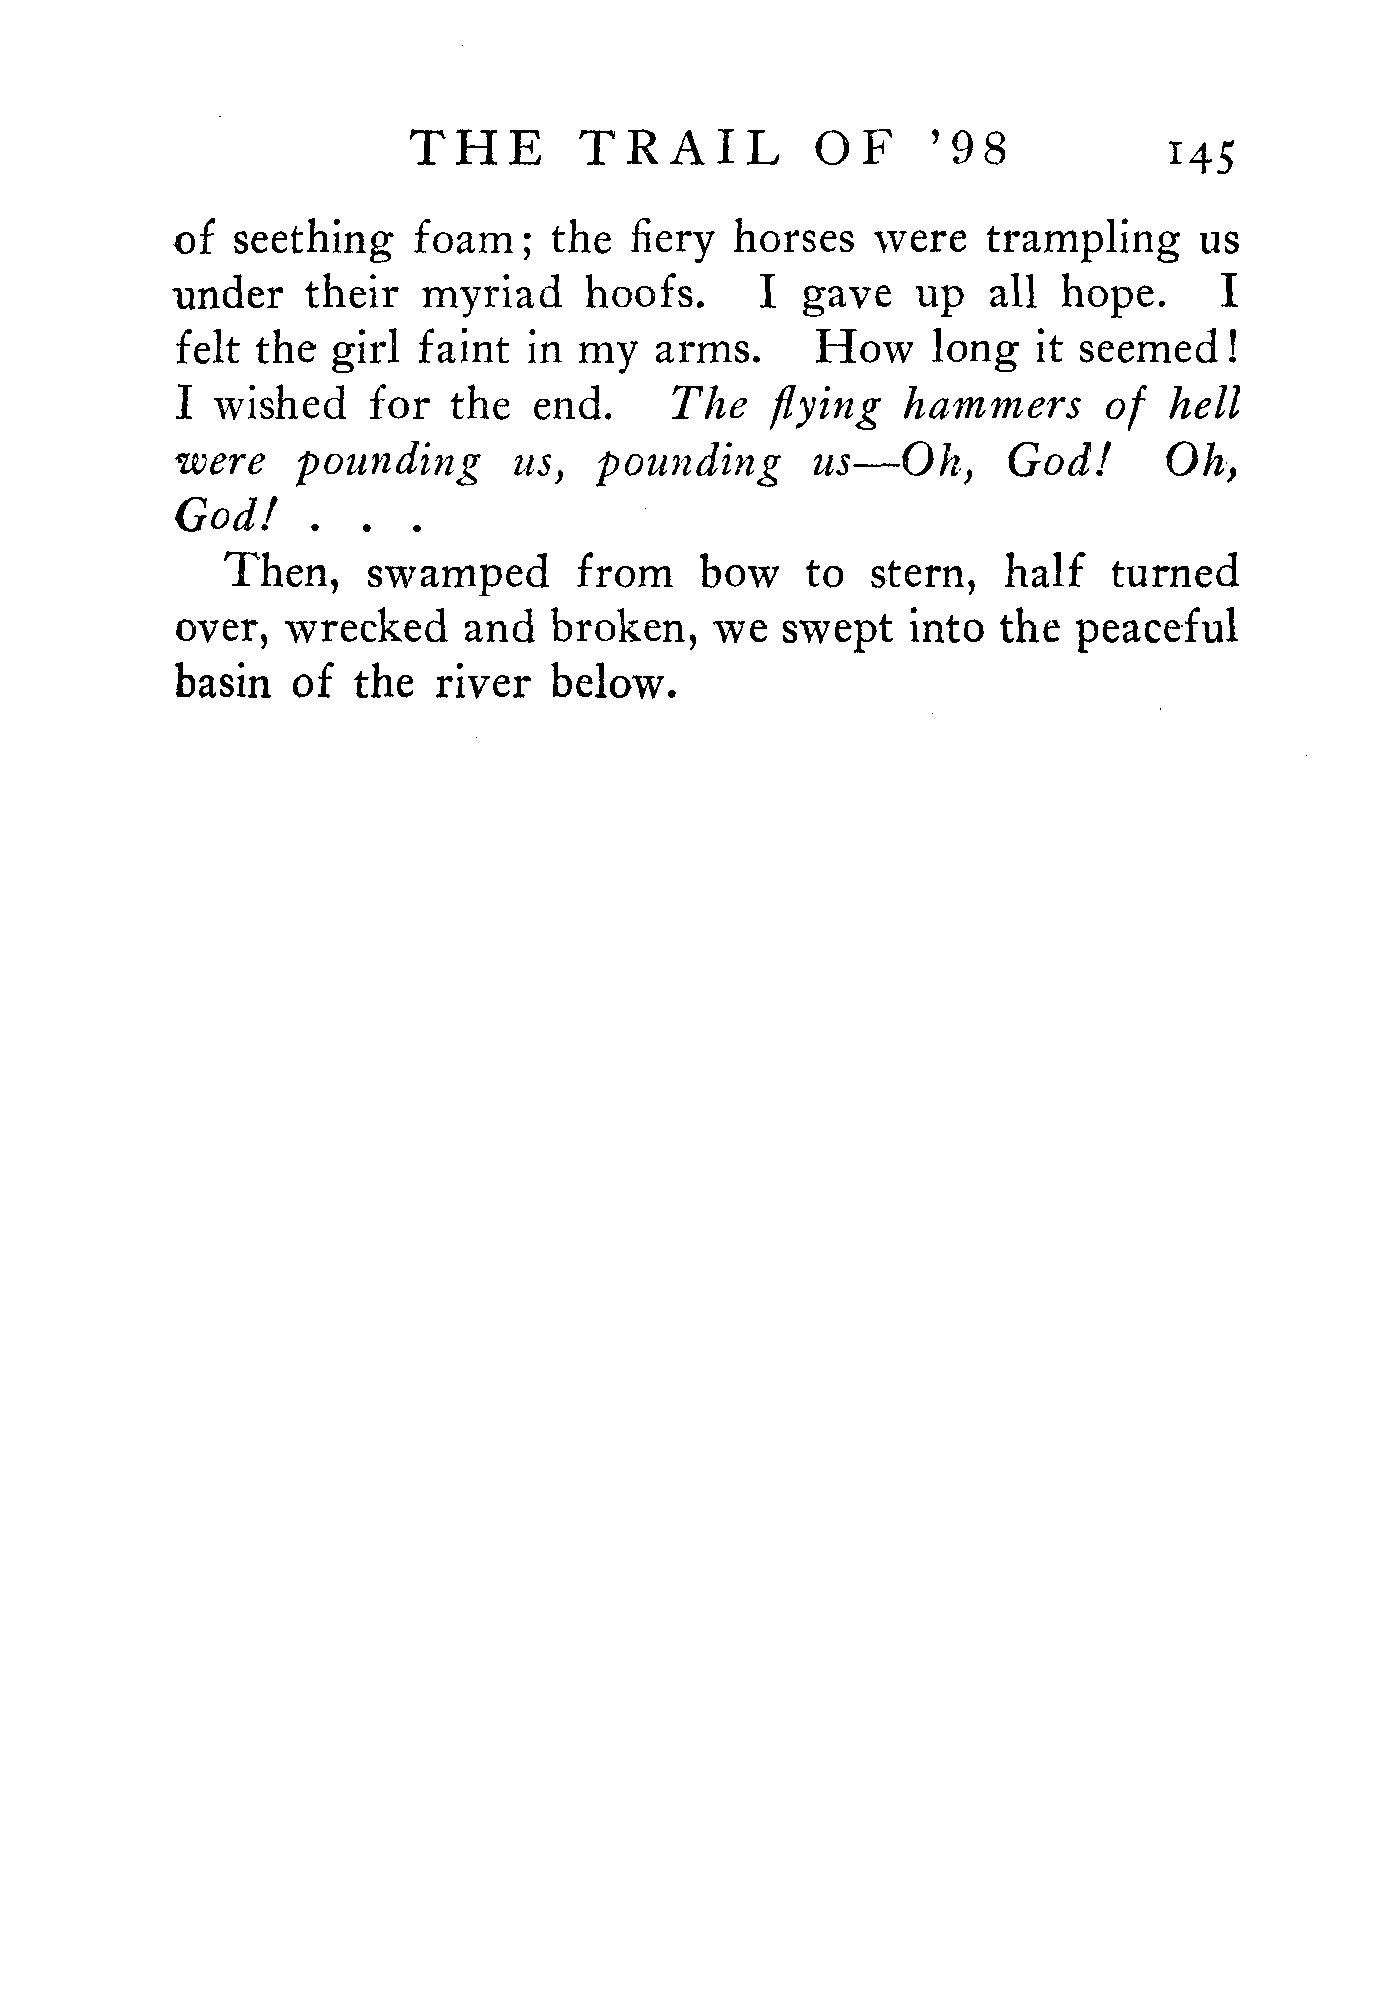 THE TRAIL OF ’98 145
of seething foam; the fiery horses were trampling us
under their myriad hoofs. I gave up all hope. I
felt the girl faint in my arms. How long it seemed!
I wished for the end. The flying hammers of hell
were pounding us, pounding us—Oh, God! Oh,
God! . . .
Then, swamped from bow to stern, half turned
over, wrecked and broken, we swept into the peaceful
basin of the river below.